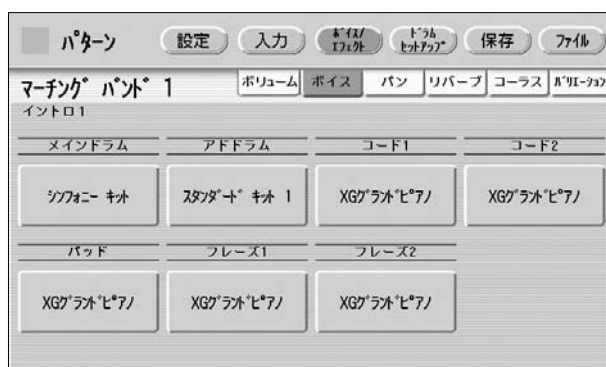 パターン 設定 入力 ボイス/エフェクト ドラムセットアップ 保存 ファイル
マーチング バンド 1 ボリューム ボイス パン リバーブ コーラス バリエーション
イントロ1
メインドラム アドドラム コード1 コード2
シンフォニー キット スタンダード キット 1 XGグランドピアノ XGグランドピアノ
パッド フレーズ1 フレーズ2
XGグランドピアノ XGグランドピアノ XGグランドピアノ